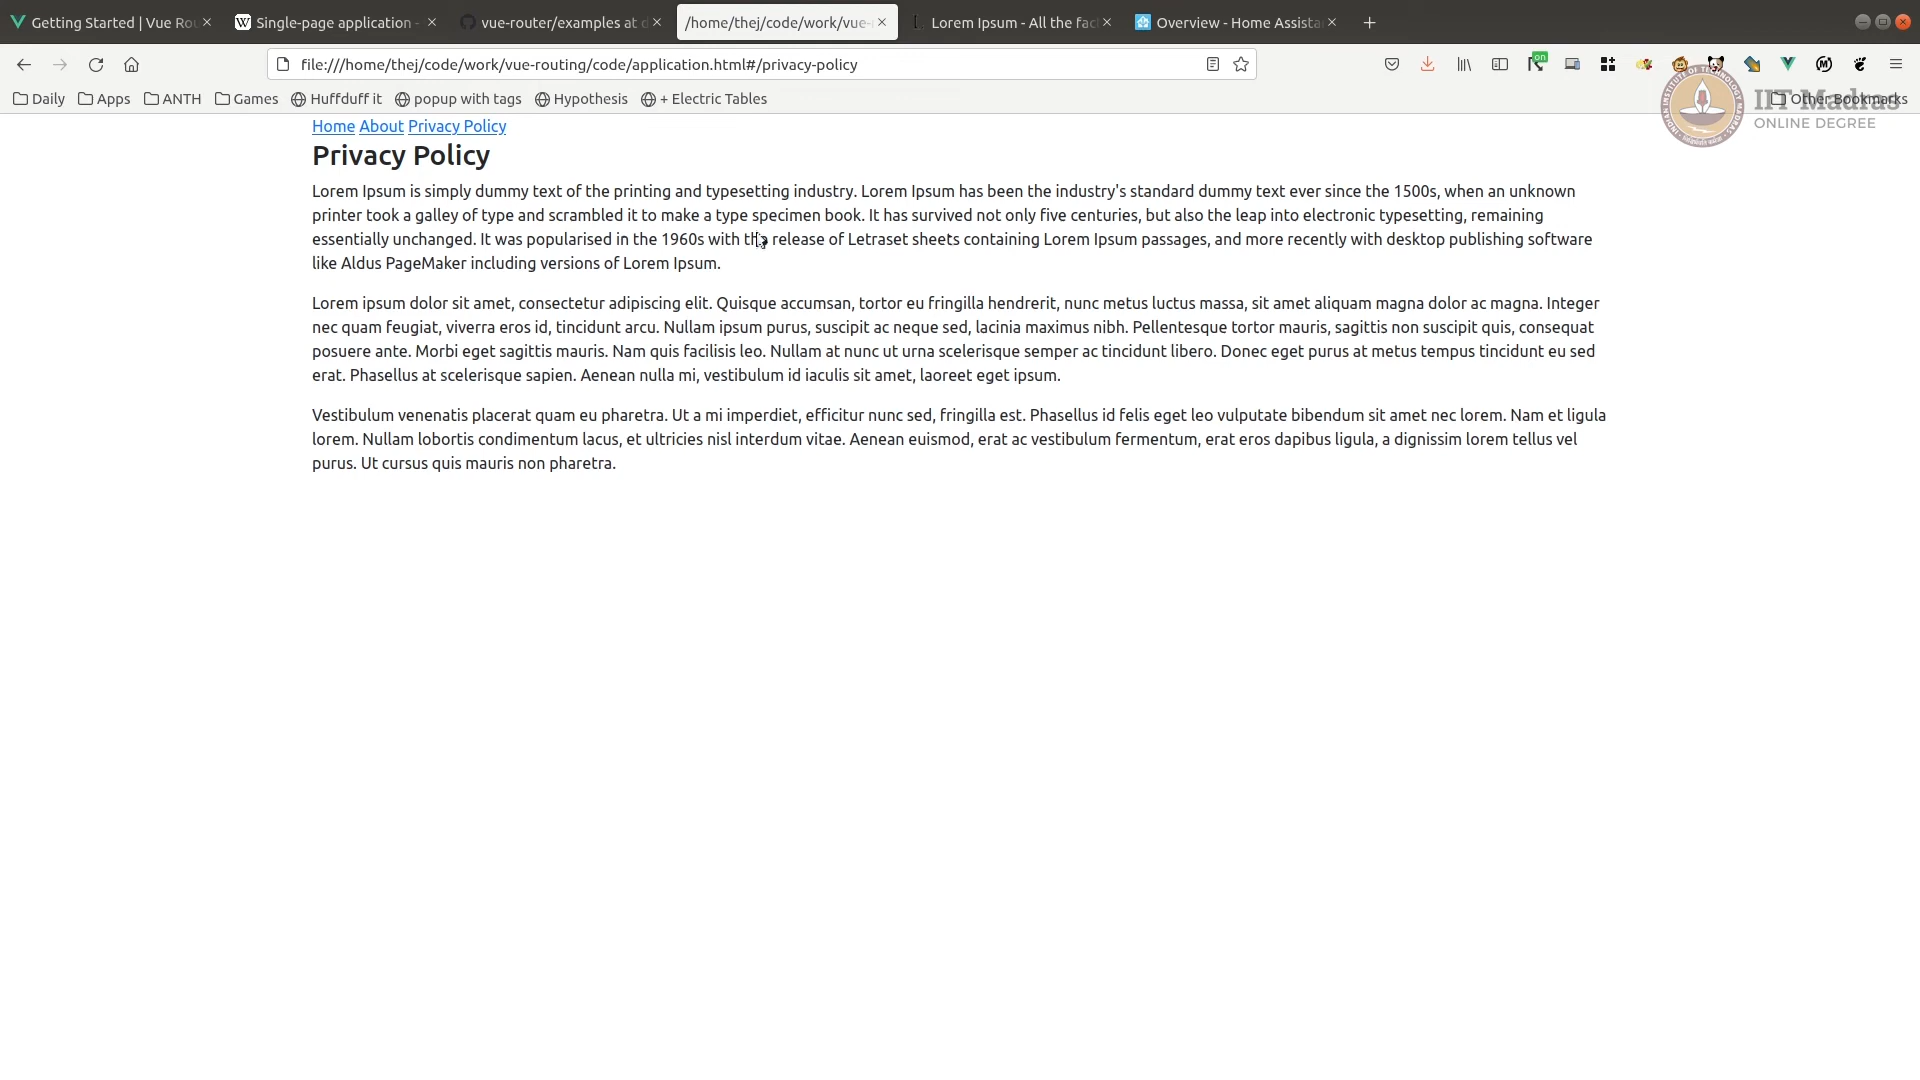 Getting Started | Vue Ro
Single-page application -
vue-router/examples at d
/home/thej/code/work/vue-
Lorem Ipsum - All the fac
Overview - Home Assista
file:///home/thej/code/work/vue-routing/code/application.html#/privacy-policy
on
Daily Apps ANTH Games Huffduff it popup with tags Hypothesis + Electric Tables Other Bookmarks
IIT Madras
ONLINE DEGREE
Home About Privacy Policy
Privacy Policy
Lorem Ipsum is simply dummy text of the printing and typesetting industry. Lorem Ipsum has been the industry's standard dummy text ever since the 1500s, when an unknown
printer took a galley of type and scrambled it to make a type specimen book. It has survived not only five centuries, but also the leap into electronic typesetting, remaining
essentially unchanged. It was popularised in the 1960s with the release of Letraset sheets containing Lorem Ipsum passages, and more recently with desktop publishing software
like Aldus PageMaker including versions of Lorem Ipsum.
Lorem ipsum dolor sit amet, consectetur adipiscing elit. Quisque accumsan, tortor eu fringilla hendrerit, nunc metus luctus massa, sit amet aliquam magna dolor ac magna. Integer
nec quam feugiat, viverra eros id, tincidunt arcu. Nullam ipsum purus, suscipit ac neque sed, lacinia maximus nibh. Pellentesque tortor mauris, sagittis non suscipit quis, consequat
posuere ante. Morbi eget sagittis mauris. Nam quis facilisis leo. Nullam at nunc ut urna scelerisque semper ac tincidunt libero. Donec eget purus at metus tempus tincidunt eu sed
erat. Phasellus at scelerisque sapien. Aenean nulla mi, vestibulum id iaculis sit amet, laoreet eget ipsum.
Vestibulum venenatis placerat quam eu pharetra. Ut a mi imperdiet, efficitur nunc sed, fringilla est. Phasellus id felis eget leo vulputate bibendum sit amet nec lorem. Nam et ligula
lorem. Nullam lobortis condimentum lacus, et ultricies nisl interdum vitae. Aenean euismod, erat ac vestibulum fermentum, erat eros dapibus ligula, a dignissim lorem tellus vel
purus. Ut cursus quis mauris non pharetra.